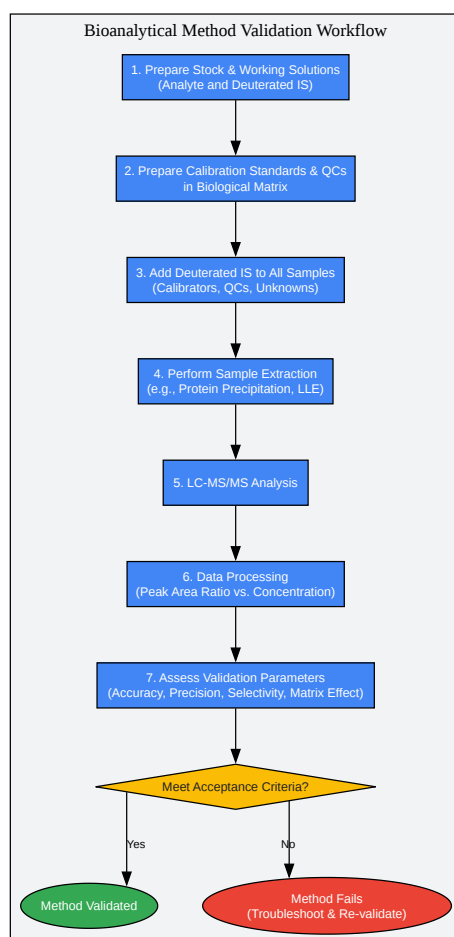 Bioanalytical Method Validation Workflow
1. Prepare Stock & Working Solutions
(Analyte and Deuterated IS)
2. Prepare Calibration Standards & QCs
in Biological Matrix
3. Add Deuterated IS to All Samples
(Calibrators, QCs, Unknowns)
4. Perform Sample Extraction
(e.g., Protein Precipitation, LLE)
5. LC-MS/MS Analysis
6. Data Processing
(Peak Area Ratio vs. Concentration)
7. Assess Validation Parameters
(Accuracy, Precision, Selectivity, Matrix Effect)
Meet Acceptance Criteria?
Yes
No
Method Validated
Method Fails
(Troubleshoot & Re-validate)